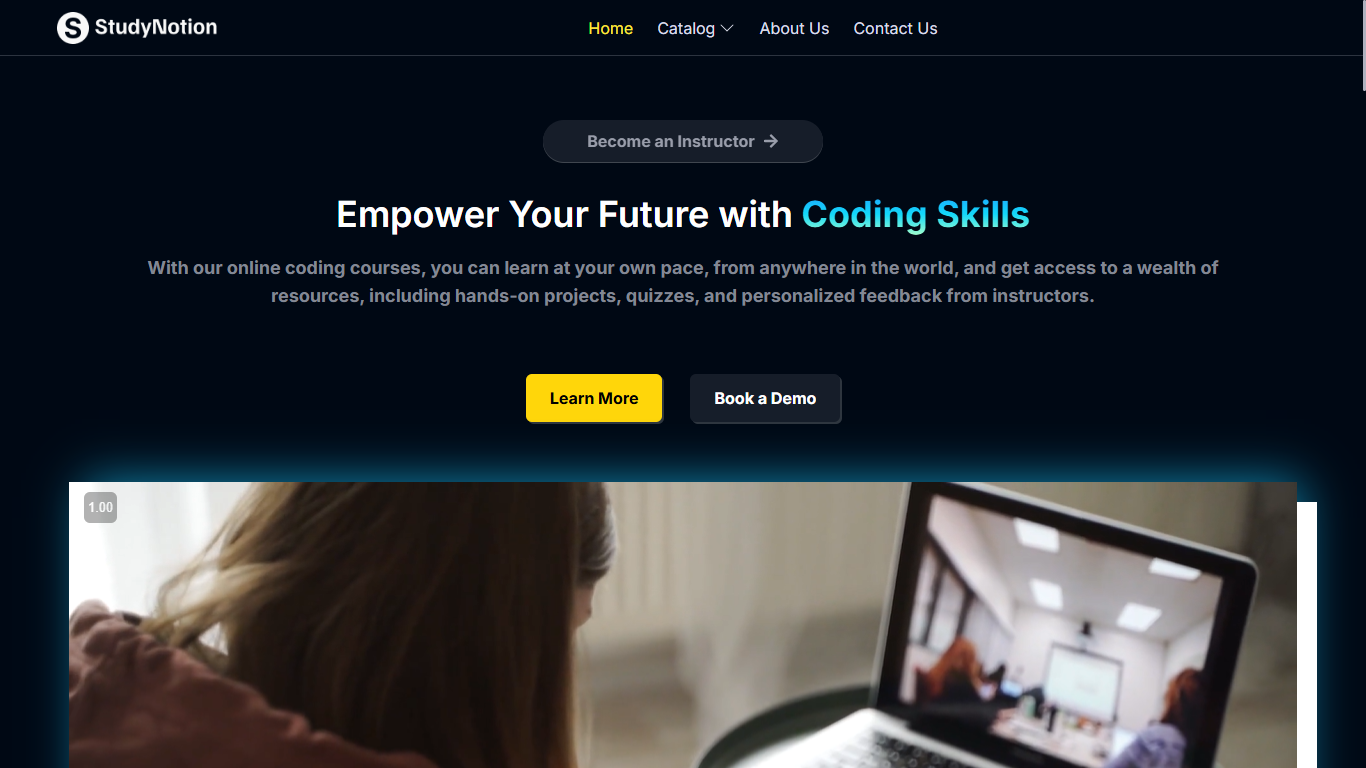 StudyNotion
Home Catalog About Us Contact Us
Become an Instructor
Empower Your Future with Coding Skills
With our online coding courses, you can learn at your own pace, from anywhere in the world, and get access to a wealth of
resources, including hands-on projects, quizzes, and personalized feedback from instructors.
Learn More Book a Demo
1.00